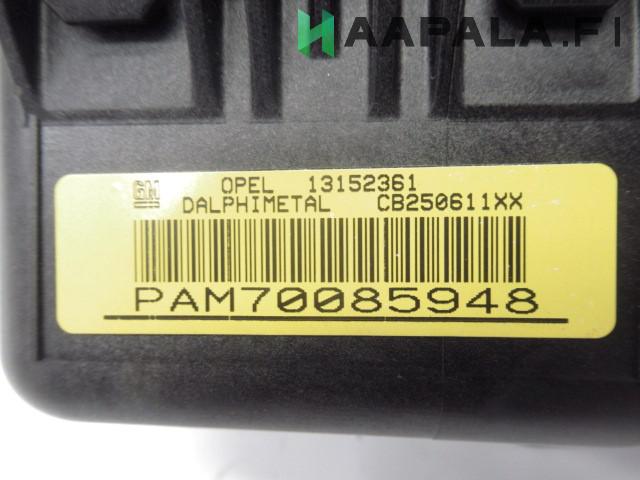 HAAPALA.FI
GM OPEL 13152361
DALPHIMETAL CB250611XX
PAM70085948